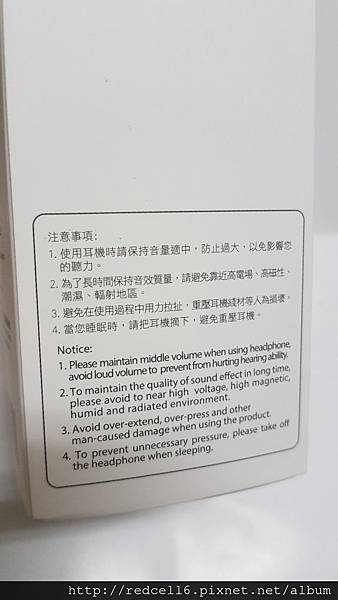 注意事項:
1. 使用耳機時請保持音量適中，防止過大，以免影響您
的聽力。
2. 為了長時間保持音效質量，請避免靠近高電場、高磁性、
潮濕、輻射地區。
3. 避免在使用過程中用力拉扯，重壓耳機綫材等人為損壞。
4. 當您睡眠時，請把耳機摘下，避免重壓耳機。
Notice:
1. Please maintain middle volume when using headphone,
avoid loud volume to prevent from hurting hearing ability.
2. To maintain the quality of sound effect in long time,
please avoid to near high voltage, high magnetic,
humid and radiated environment.
3. Avoid over-extend, over-press and other
man-caused damage when using the product.
4. To prevent unnecessary pressure, please take off
the headphone when sleeping.
http://redcell6.pixnet.net/album